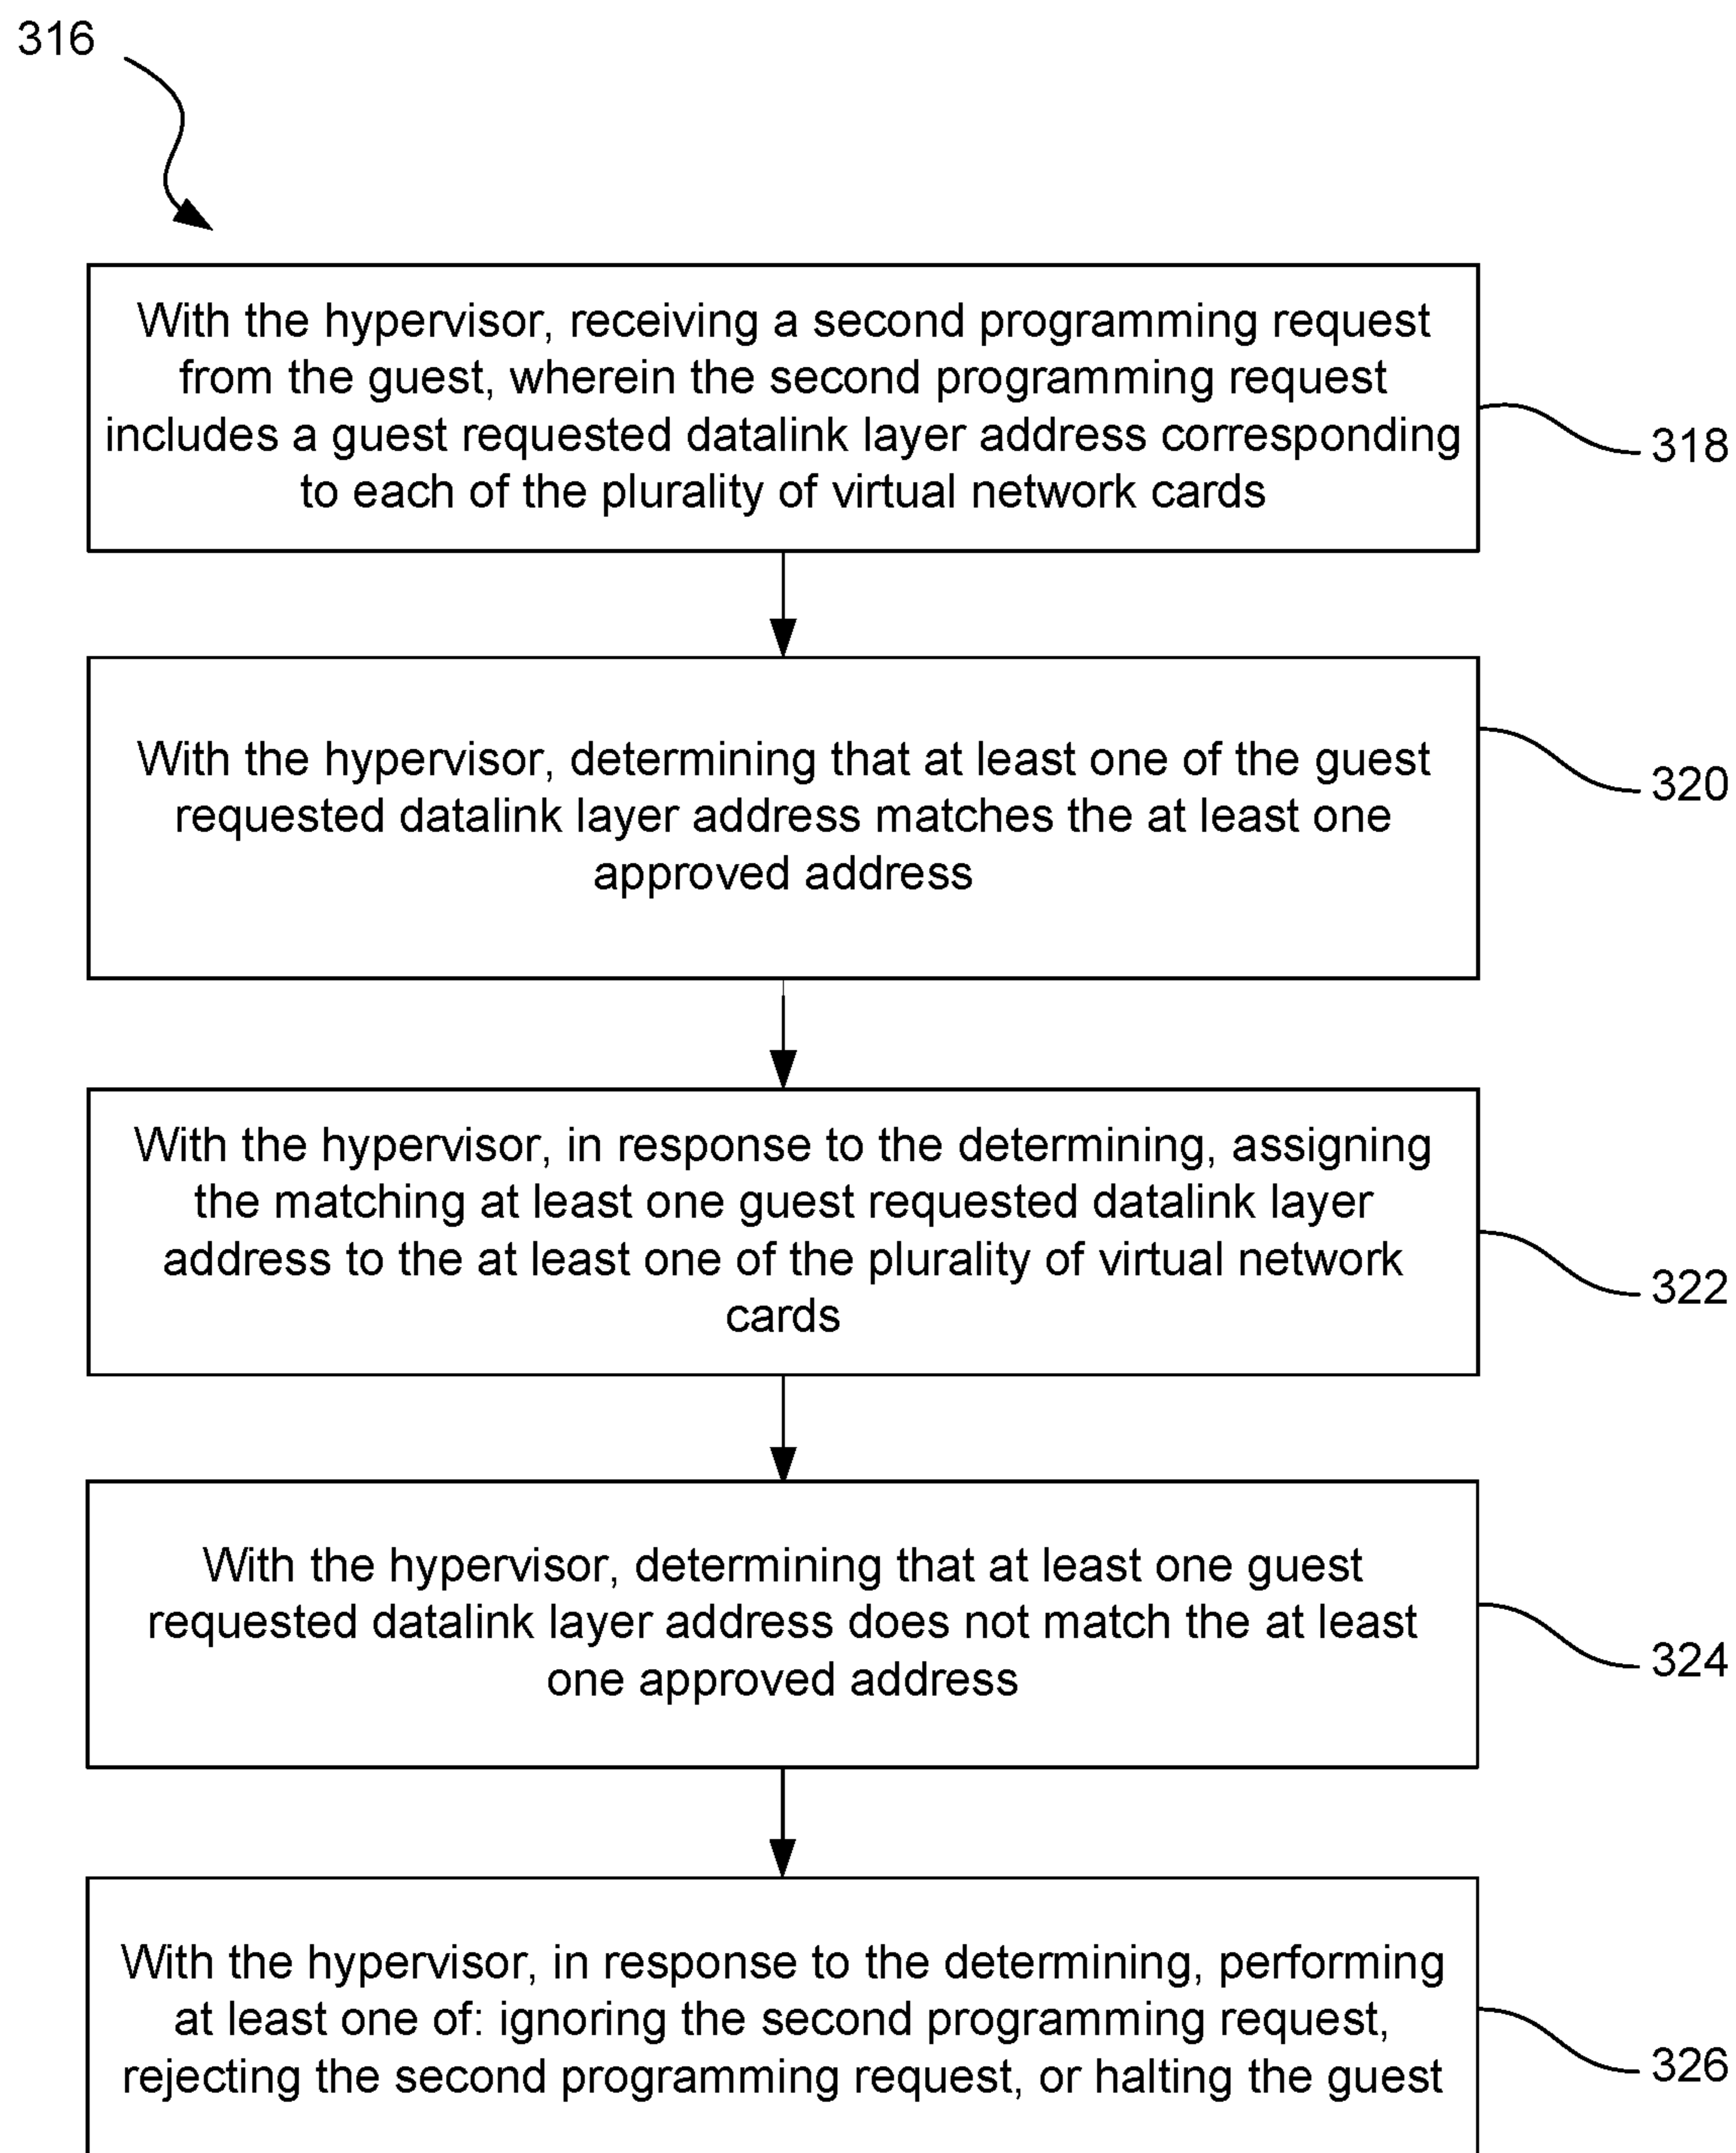 316
With the hypervisor, receiving a second programming request
from the guest, wherein the second programming request
includes a guest requested datalink layer address corresponding
to each of the plurality of virtual network cards
318
With the hypervisor, determining that at least one of the guest
requested datalink layer address matches the at least one
approved address
320
With the hypervisor, in response to the determining, assigning
the matching at least one guest requested datalink layer
address to the at least one of the plurality of virtual network
cards
322
With the hypervisor, determining that at least one guest
requested datalink layer address does not match the at least
one approved address
324
With the hypervisor, in response to the determining, performing
at least one of: ignoring the second programming request,
rejecting the second programming request, or halting the guest
326